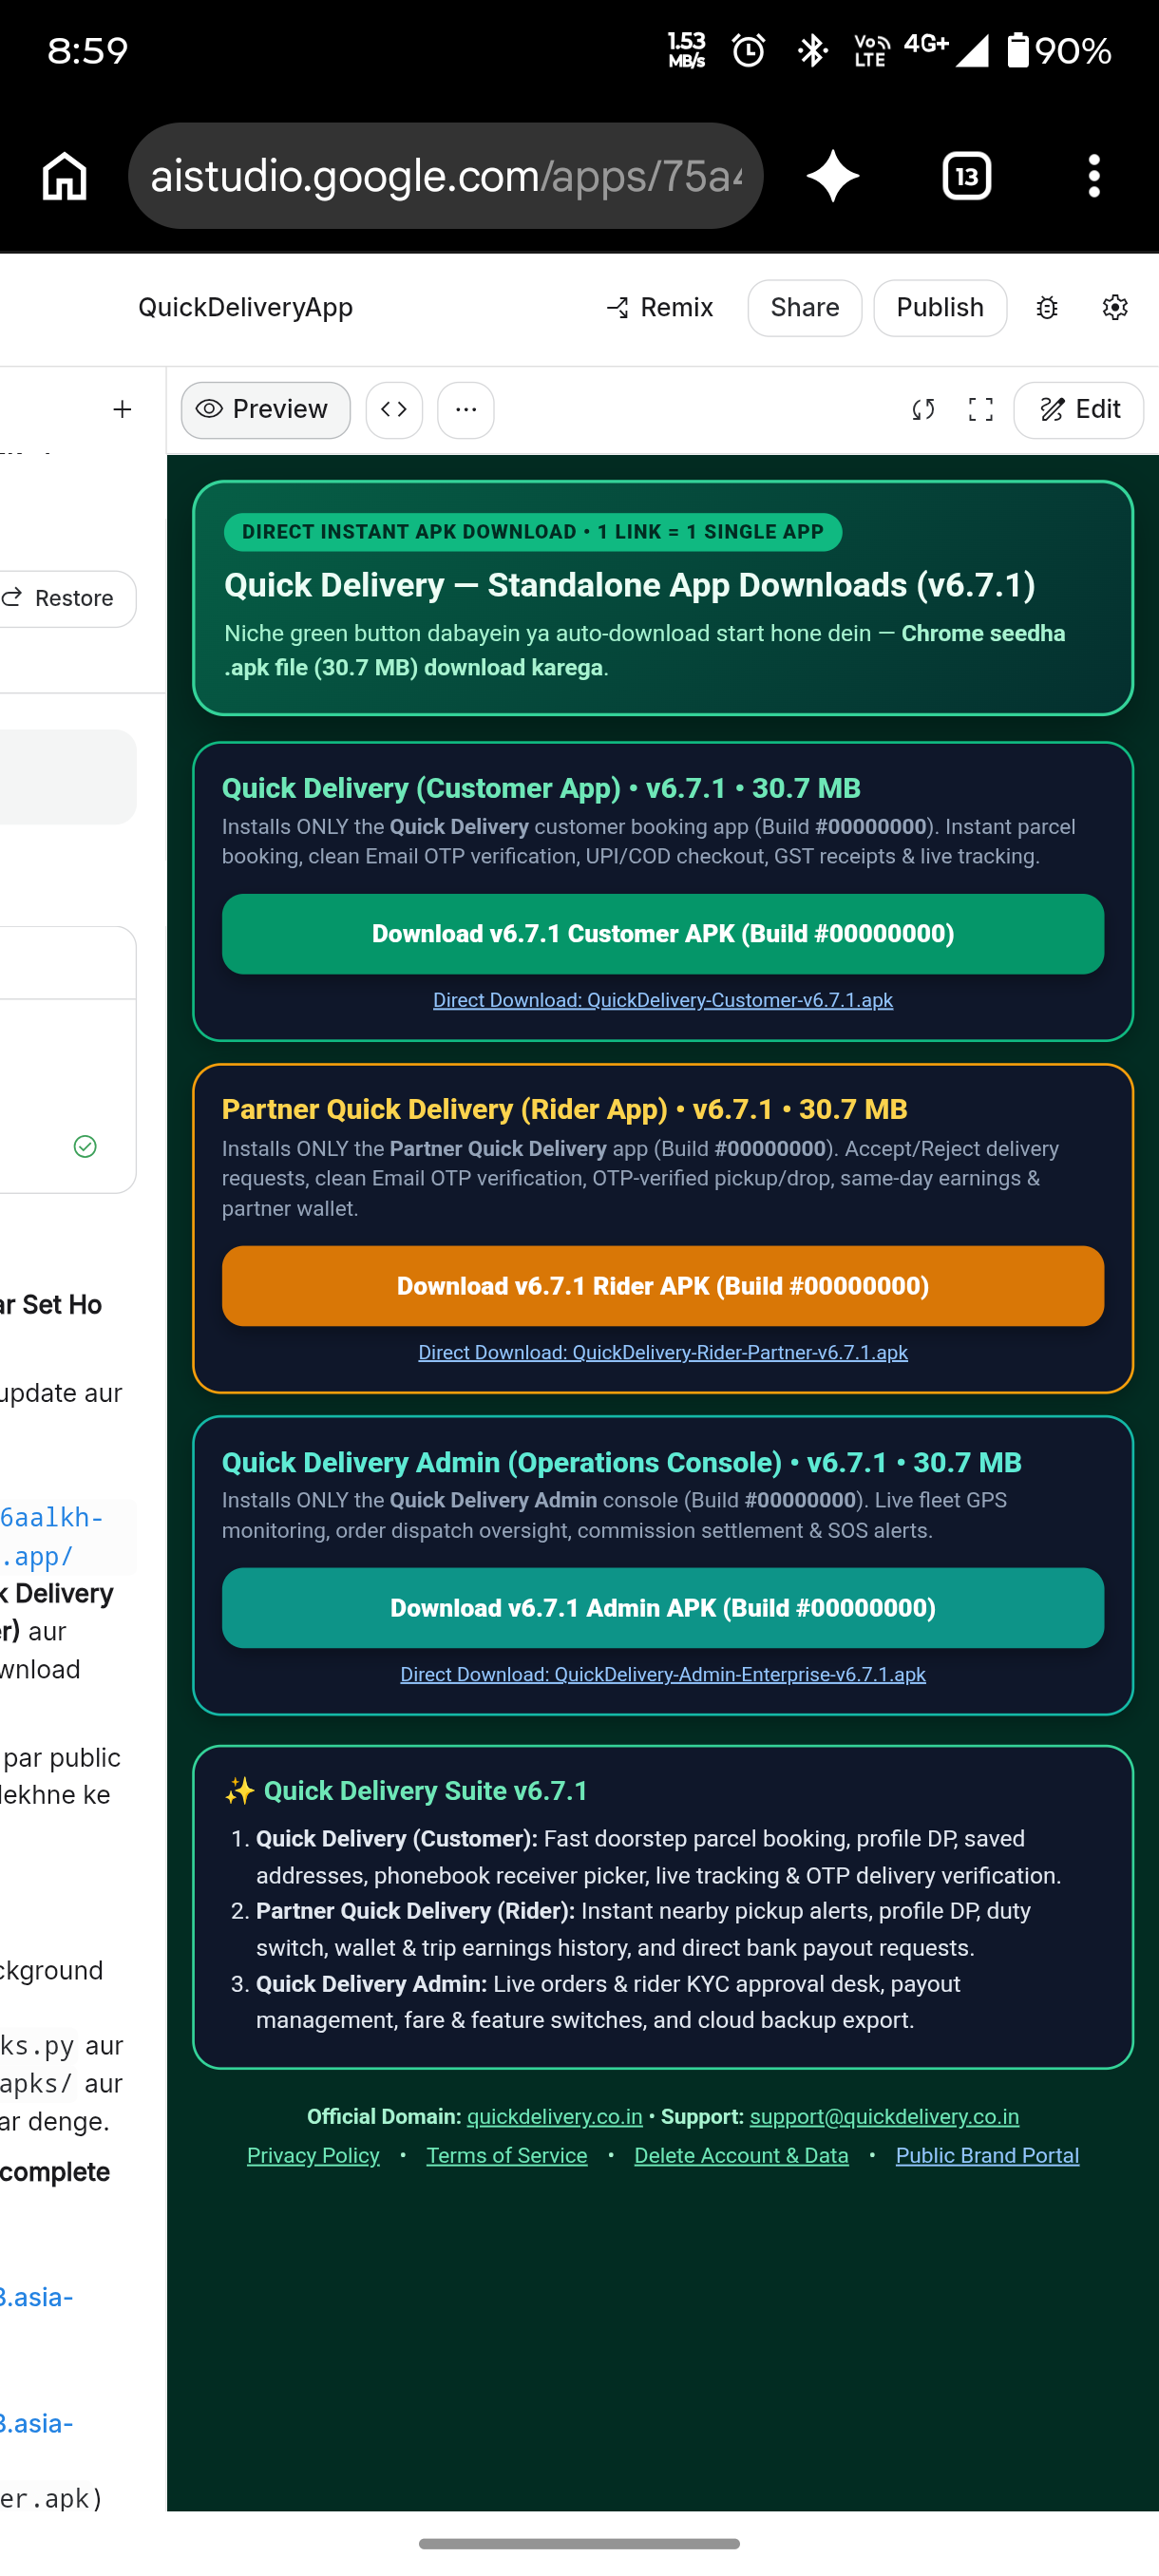 8:59
1.53 MB/s
Vo LTE
4G+
90%
aistudio.google.com/apps/75a
13
QuickDeliveryApp
Remix
Share
Publish
Preview
Edit
Restore
ar Set Ho
update aur
6aalkh-
.app/
k Delivery
er) aur
wnload
par public
lekhne ke
ckground
ks.py aur
apks/ aur
ar denge.
complete
3.asia-
3.asia-
er.apk)
DIRECT INSTANT APK DOWNLOAD • 1 LINK = 1 SINGLE APP
Quick Delivery — Standalone App Downloads (v6.7.1)
Niche green button dabayein ya auto-download start hone dein — Chrome seedha
.apk file (30.7 MB) download karega.
Quick Delivery (Customer App) • v6.7.1 • 30.7 MB
Installs ONLY the Quick Delivery customer booking app (Build #00000000). Instant parcel
booking, clean Email OTP verification, UPI/COD checkout, GST receipts & live tracking.
Download v6.7.1 Customer APK (Build #00000000)
Direct Download: QuickDelivery-Customer-v6.7.1.apk
Partner Quick Delivery (Rider App) • v6.7.1 • 30.7 MB
Installs ONLY the Partner Quick Delivery app (Build #00000000). Accept/Reject delivery
requests, clean Email OTP verification, OTP-verified pickup/drop, same-day earnings &
partner wallet.
Download v6.7.1 Rider APK (Build #00000000)
Direct Download: QuickDelivery-Rider-Partner-v6.7.1.apk
Quick Delivery Admin (Operations Console) • v6.7.1 • 30.7 MB
Installs ONLY the Quick Delivery Admin console (Build #00000000). Live fleet GPS
monitoring, order dispatch oversight, commission settlement & SOS alerts.
Download v6.7.1 Admin APK (Build #00000000)
Direct Download: QuickDelivery-Admin-Enterprise-v6.7.1.apk
✨ Quick Delivery Suite v6.7.1
1. Quick Delivery (Customer): Fast doorstep parcel booking, profile DP, saved
addresses, phonebook receiver picker, live tracking & OTP delivery verification.
2. Partner Quick Delivery (Rider): Instant nearby pickup alerts, profile DP, duty
switch, wallet & trip earnings history, and direct bank payout requests.
3. Quick Delivery Admin: Live orders & rider KYC approval desk, payout
management, fare & feature switches, and cloud backup export.
Official Domain: quickdelivery.co.in • Support: support@quickdelivery.co.in
Privacy Policy • Terms of Service • Delete Account & Data • Public Brand Portal